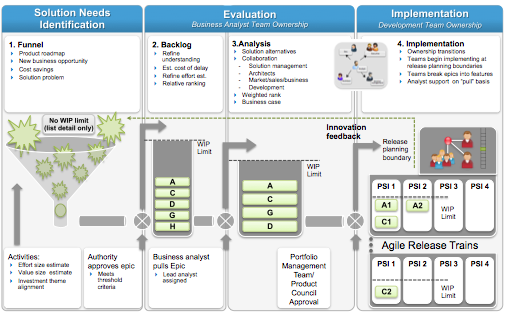 Solution Needs
Identification
Evaluation
Business Analyst Team Ownership
Implementation
Development Team Ownership
1. Funnel
Product roadmap
New business opportunity
Cost savings
Solution problem
2. Backlog
Refine
understanding
Est. cost of delay
Refine effort est.
Relative ranking
3.Analysis
Solution alternatives
Collaboration
- Solution management
- Architects
- Market/sales/business
- Development
Weighted rank
Business case
4. Implementation
Ownership transitions
Teams begin implementing at
release planning boundaries
Teams break epics into features
Analyst support on "pull" basis
No WIP limit
(list detail only)
WIP
Limit
A
C
D
G
H
WIP
Limit
A
C
G
D
Innovation
feedback
Release
planning
boundary
PSI 1
PSI 2
PSI 3
PSI 4
A1
A2
C1
WIP
Limit
Agile Release Trains
PSI 1
PSI 2
PSI 3
PSI 4
C2
WIP
Limit
Activities:
Effort size estimate
Value size estimate
Investment theme
alignment
Authority
approves epic
Meets
threshold
criteria
Business analyst
pulls Epic
Lead analyst
assigned
Portfolio
Management
Team/
Product
Council
Approval